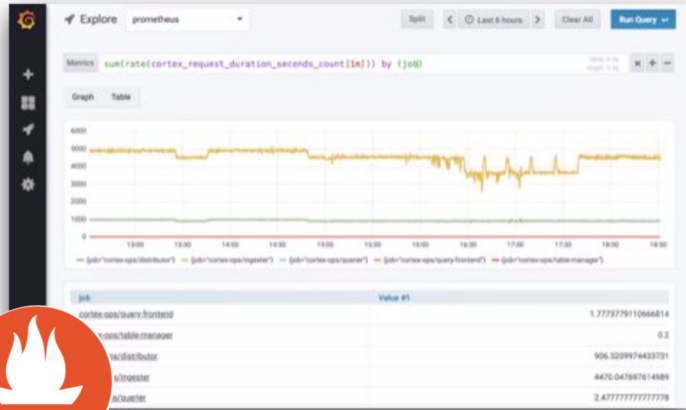 Explore prometheus Split Last 6 hours Clear All Run Query
Metrics sum(rate(cortex_request_duration_seconds_count[1m])) by (job)
Graph Table
6000
5000
4000
3000
2000
1000
0
13:00 13:30 14:00 14:30 15:00 15:30 16:00 16:30 17:00 17:30 18:00 18:30
{job="cortex-ops/distributor"} {job="cortex-ops/ingester"} {job="cortex-ops/querier"} {job="cortex-ops/query-frontend"} {job="cortex-ops/table-manager"}
job Value #1
cortex-ops/query-frontend 1.7773779110666814
x-ops/table-manager 0.2
s/distributor 906.5209974433731
s/ingester 4470.047697614989
s/querier 2.477777777777778